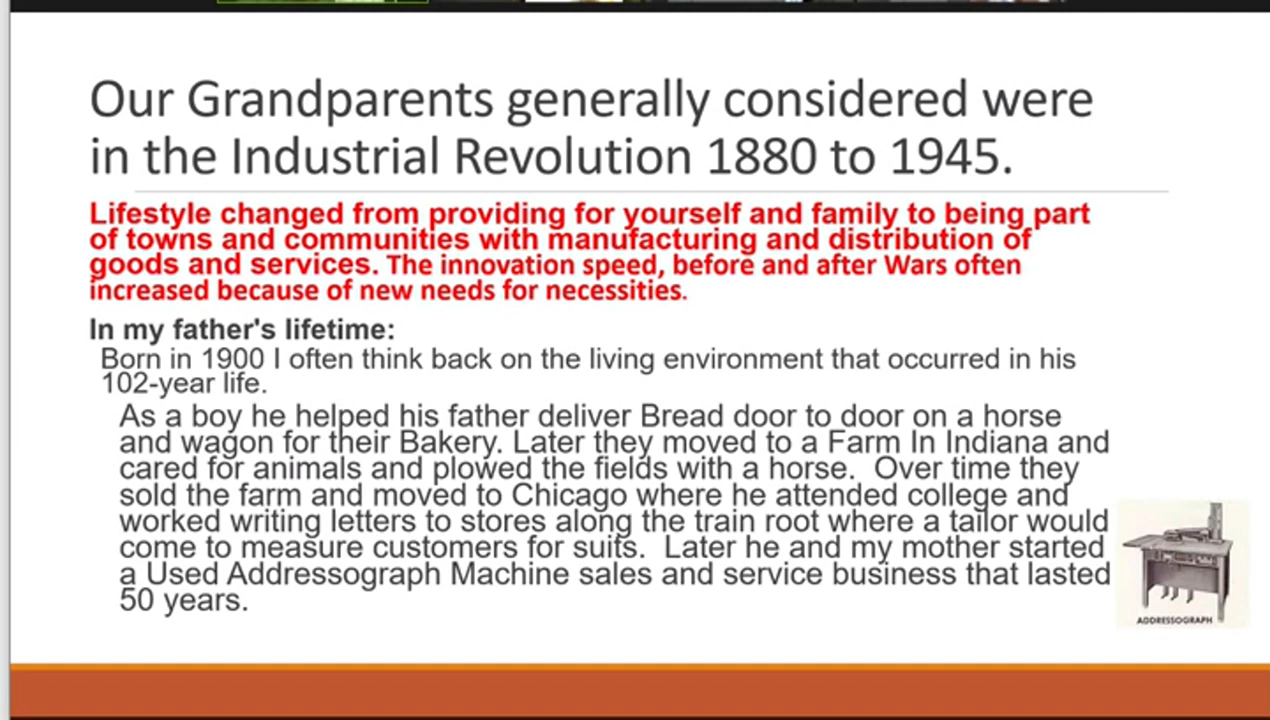 Our Grandparents generally considered were
in the Industrial Revolution 1880 to 1945.
Lifestyle changed from providing for yourself and family to being part
of towns and communities with manufacturing and distribution of
goods and services. The innovation speed, before and after Wars often
increased because of new needs for necessities.
In my father's lifetime:
Born in 1900 I often think back on the living environment that occurred in his
102-year life.
As a boy he helped his father deliver Bread door to door on a horse
and wagon for their Bakery. Later they moved to a Farm In Indiana and
cared for animals and plowed the fields with a horse. Over time they
sold the farm and moved to Chicago where he attended college and
worked writing letters to stores along the train root where a tailor would
come to measure customers for suits. Later he and my mother started
a Used Addressograph Machine sales and service business that lasted
50 years.
ADDRESSOGRAPH